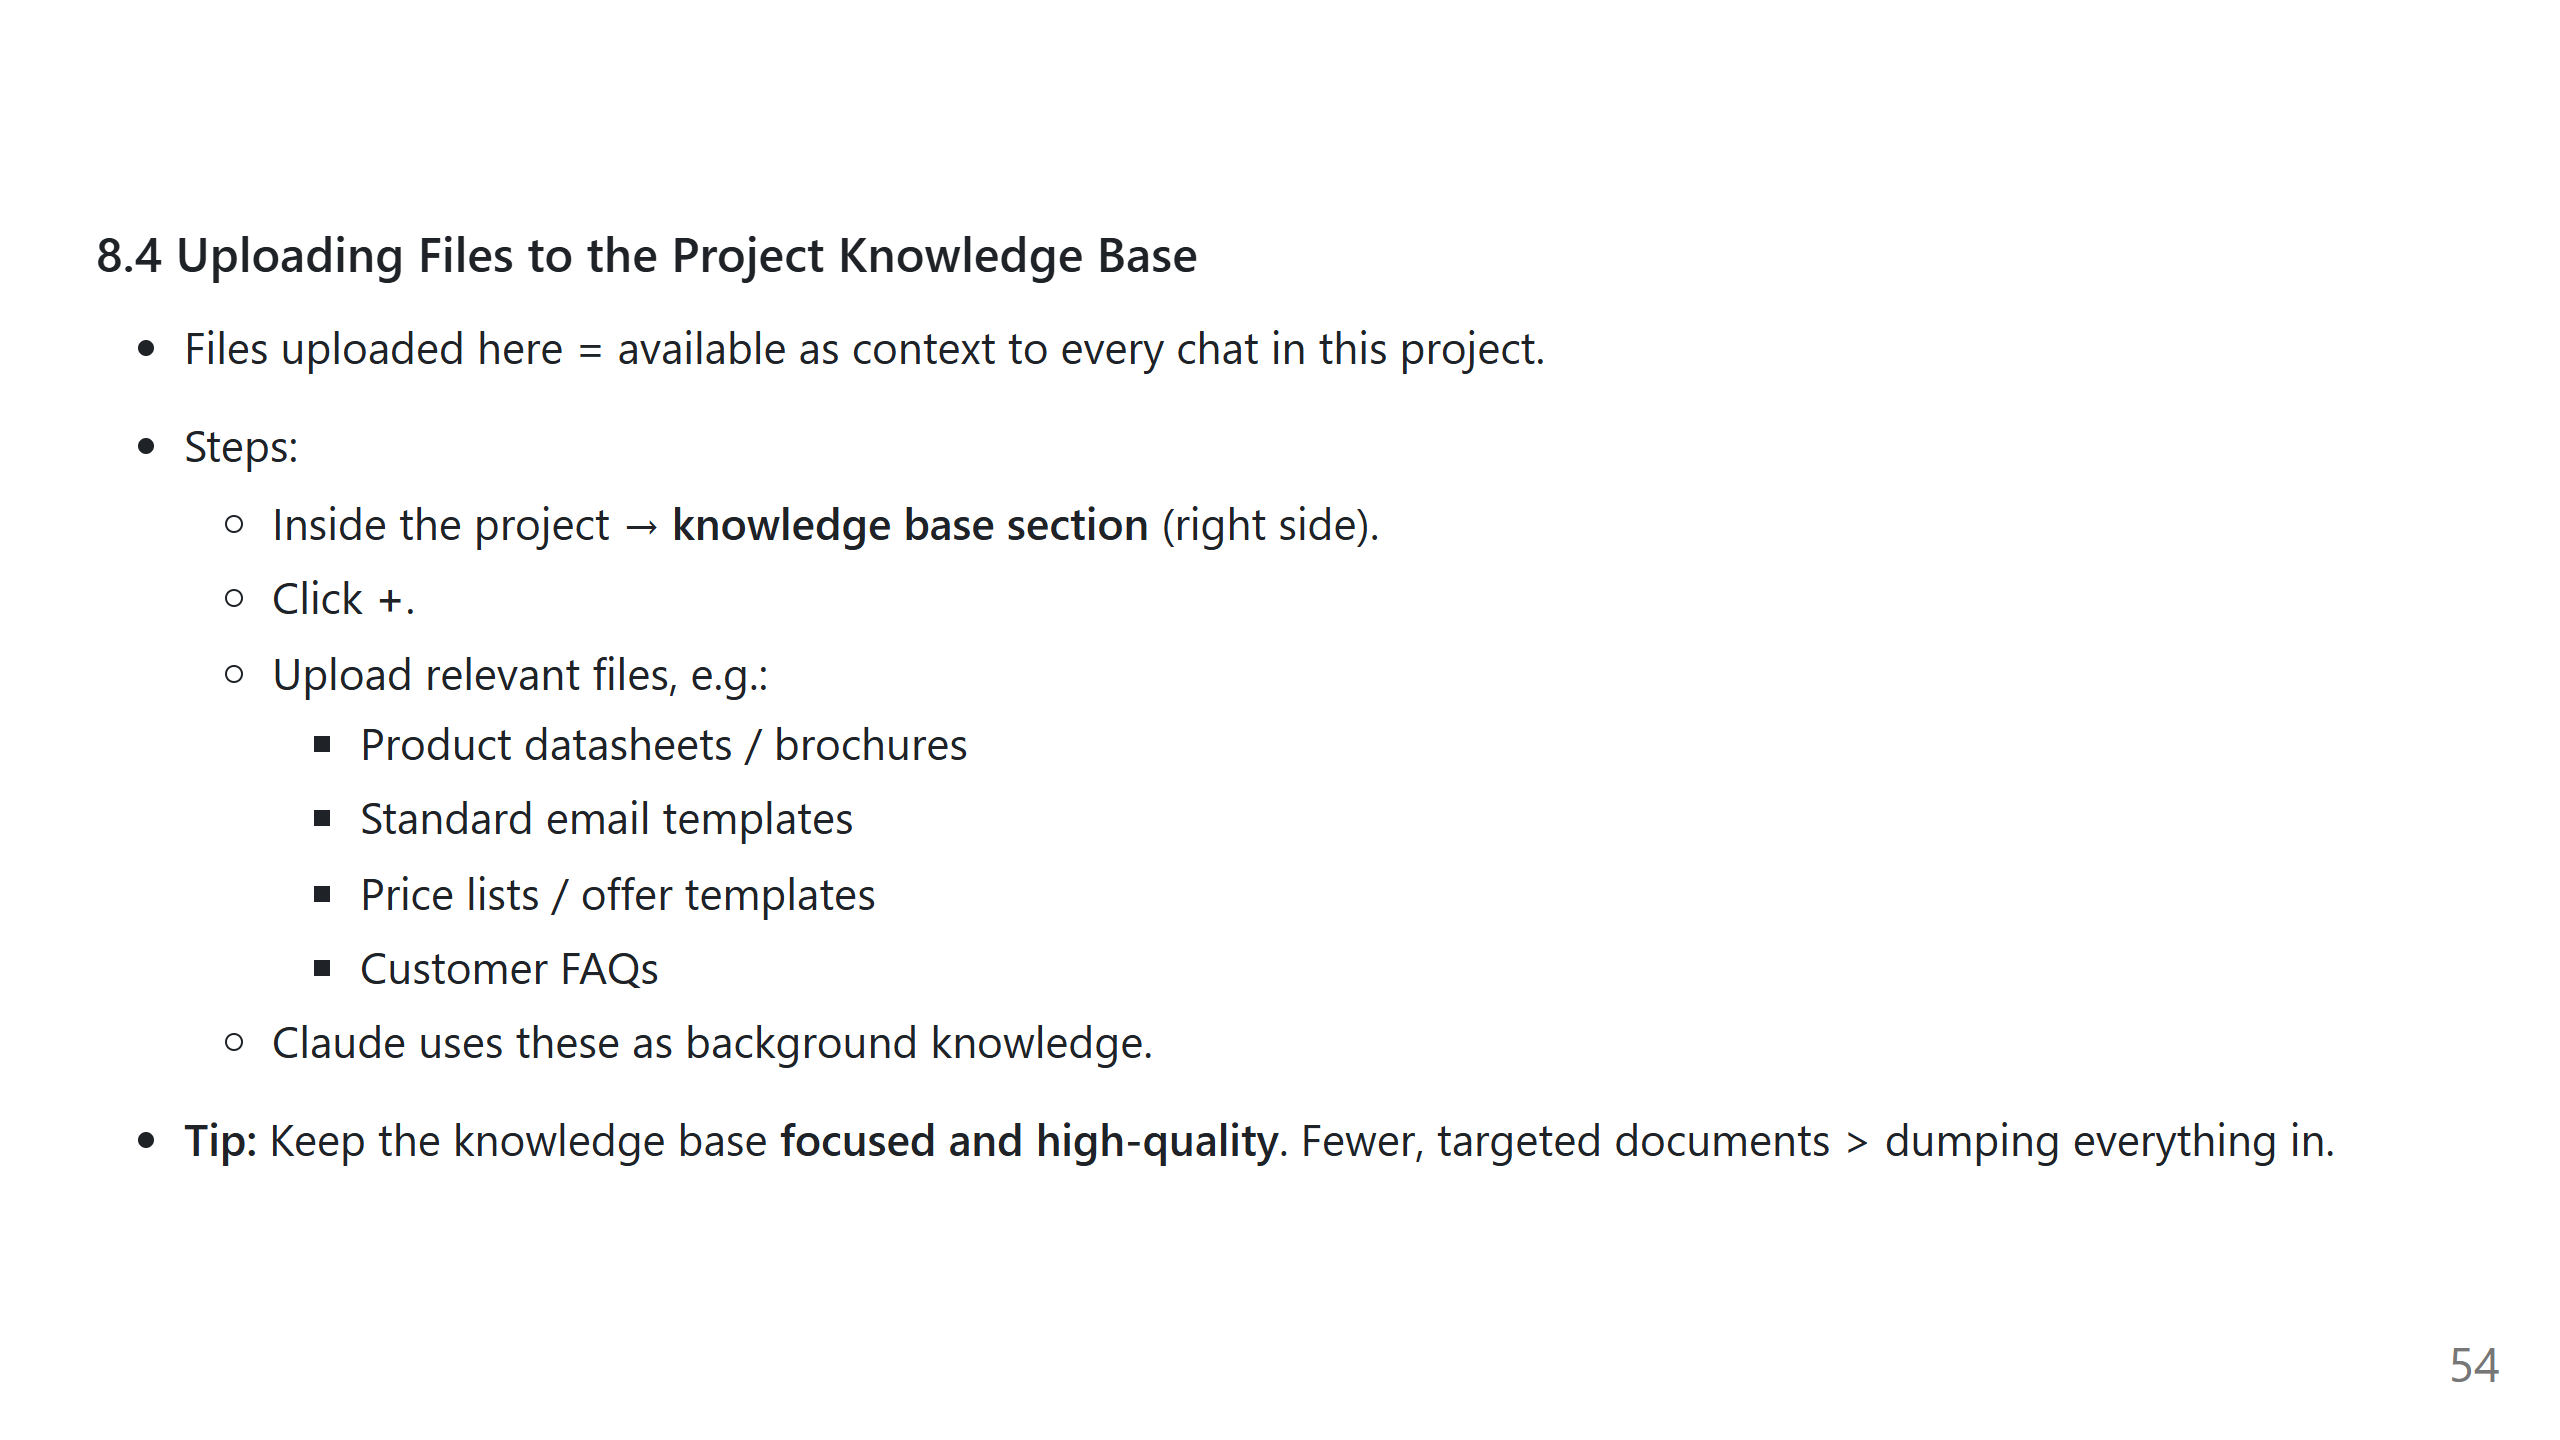 8.4 Uploading Files to the Project Knowledge Base
• Files uploaded here = available as context to every chat in this project.
• Steps:
○ Inside the project → knowledge base section (right side).
○ Click +.
○ Upload relevant files, e.g.:
▪ Product datasheets / brochures
▪ Standard email templates
▪ Price lists / offer templates
▪ Customer FAQs
○ Claude uses these as background knowledge.
• Tip: Keep the knowledge base focused and high-quality. Fewer, targeted documents > dumping everything in.
54